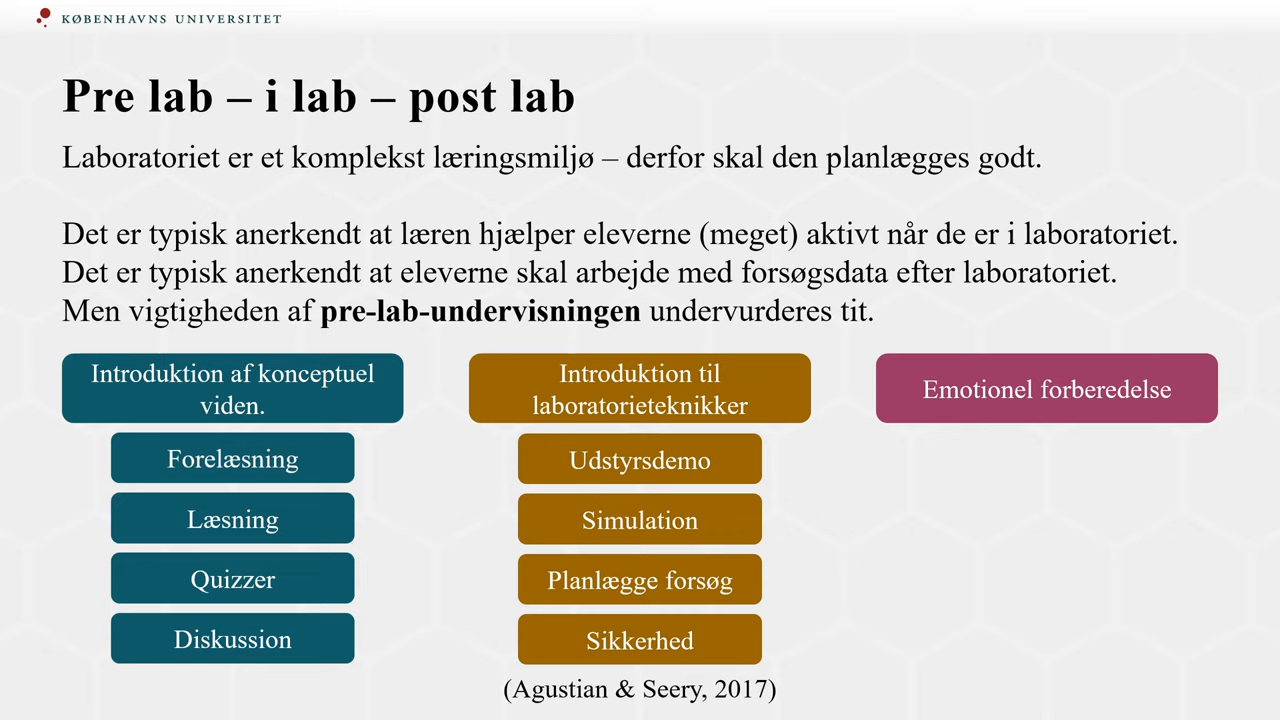 KØBENHAVNS UNIVERSITET
Pre lab – i lab – post lab
Laboratoriet er et komplekst læringsmiljø – derfor skal den planlægges godt.
Det er typisk anerkendt at læren hjælper eleverne (meget) aktivt når de er i laboratoriet.
Det er typisk anerkendt at eleverne skal arbejde med forsøgsdata efter laboratoriet.
Men vigtigheden af pre-lab-undervisningen undervurderes tit.
Introduktion af konceptuel
viden.
Forelæsning
Læsning
Quizzer
Diskussion
Introduktion til
laboratorieteknikker
Udstyrsdemo
Simulation
Planlægge forsøg
Sikkerhed
Emotionel forberedelse
(Agustian & Seery, 2017)